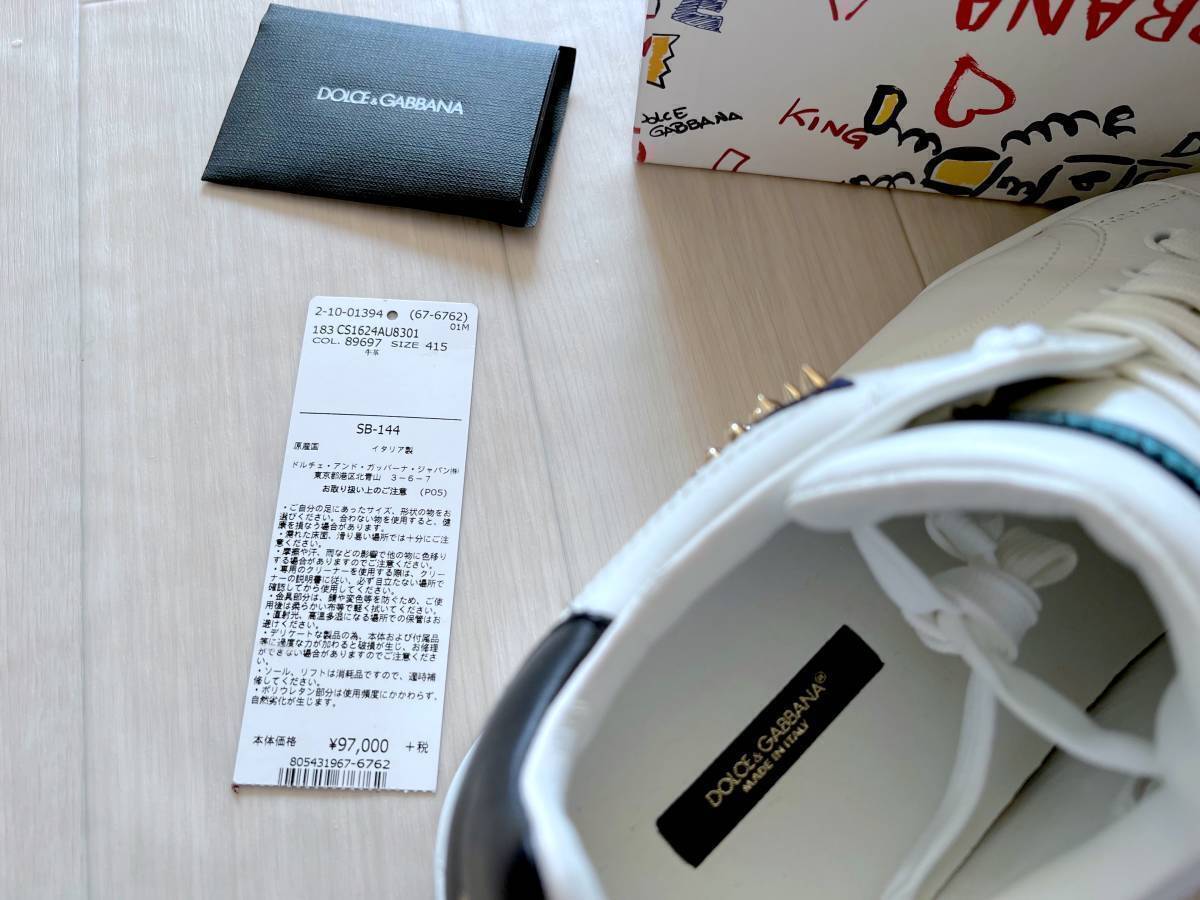 DOLCE & GABBANA
BBANA
DOLCE
GABBANA
KING
2-10-01394 (67-6762)
01M
183 CS1624AU8301
COL. 89697 SIZE 415
牛革
SB-144
原産国 イタリア製
ドルチェ・アンド・ガッバーナ・ジャパン㈱
東京都港区北青山 3-6-7
お取り扱い上のご注意 (P05)
・ご自分の足にあったサイズ、形状の物をお
選びください。合わない物を使用すると、健
康を損なう場合があります。
・濡れた床面、滑り易い場所では十分にご注
意ください。
・摩擦や汗、雨などの影響で他の物に色移り
する場合がありますのでご注意ください。
・専用のクリーナーを使用する際は、クリー
ナーの説明書に従い、必ず目立たない場所で
確認してから使用してください。
・金具部分は、錆や変色等を防ぐため、ご使
用後は柔らかい布等で軽く拭いてください。
・直射光、高温多湿になる場所での保管はお
避けください。
・デリケートな製品の為、本体および付属品
等に過度な力が加わると破損が生じ、お修理
ができない場合がありますのでご注意くださ
い。
・ソール、リフトは消耗品ですので、適時補
修してください。
・ポリウレタン部分は使用頻度にかかわらず、
自然劣化が生じます。
本体価格 ¥97,000 +税
805431967-6762
DOLCE & GABBANA®
MADE IN ITALY